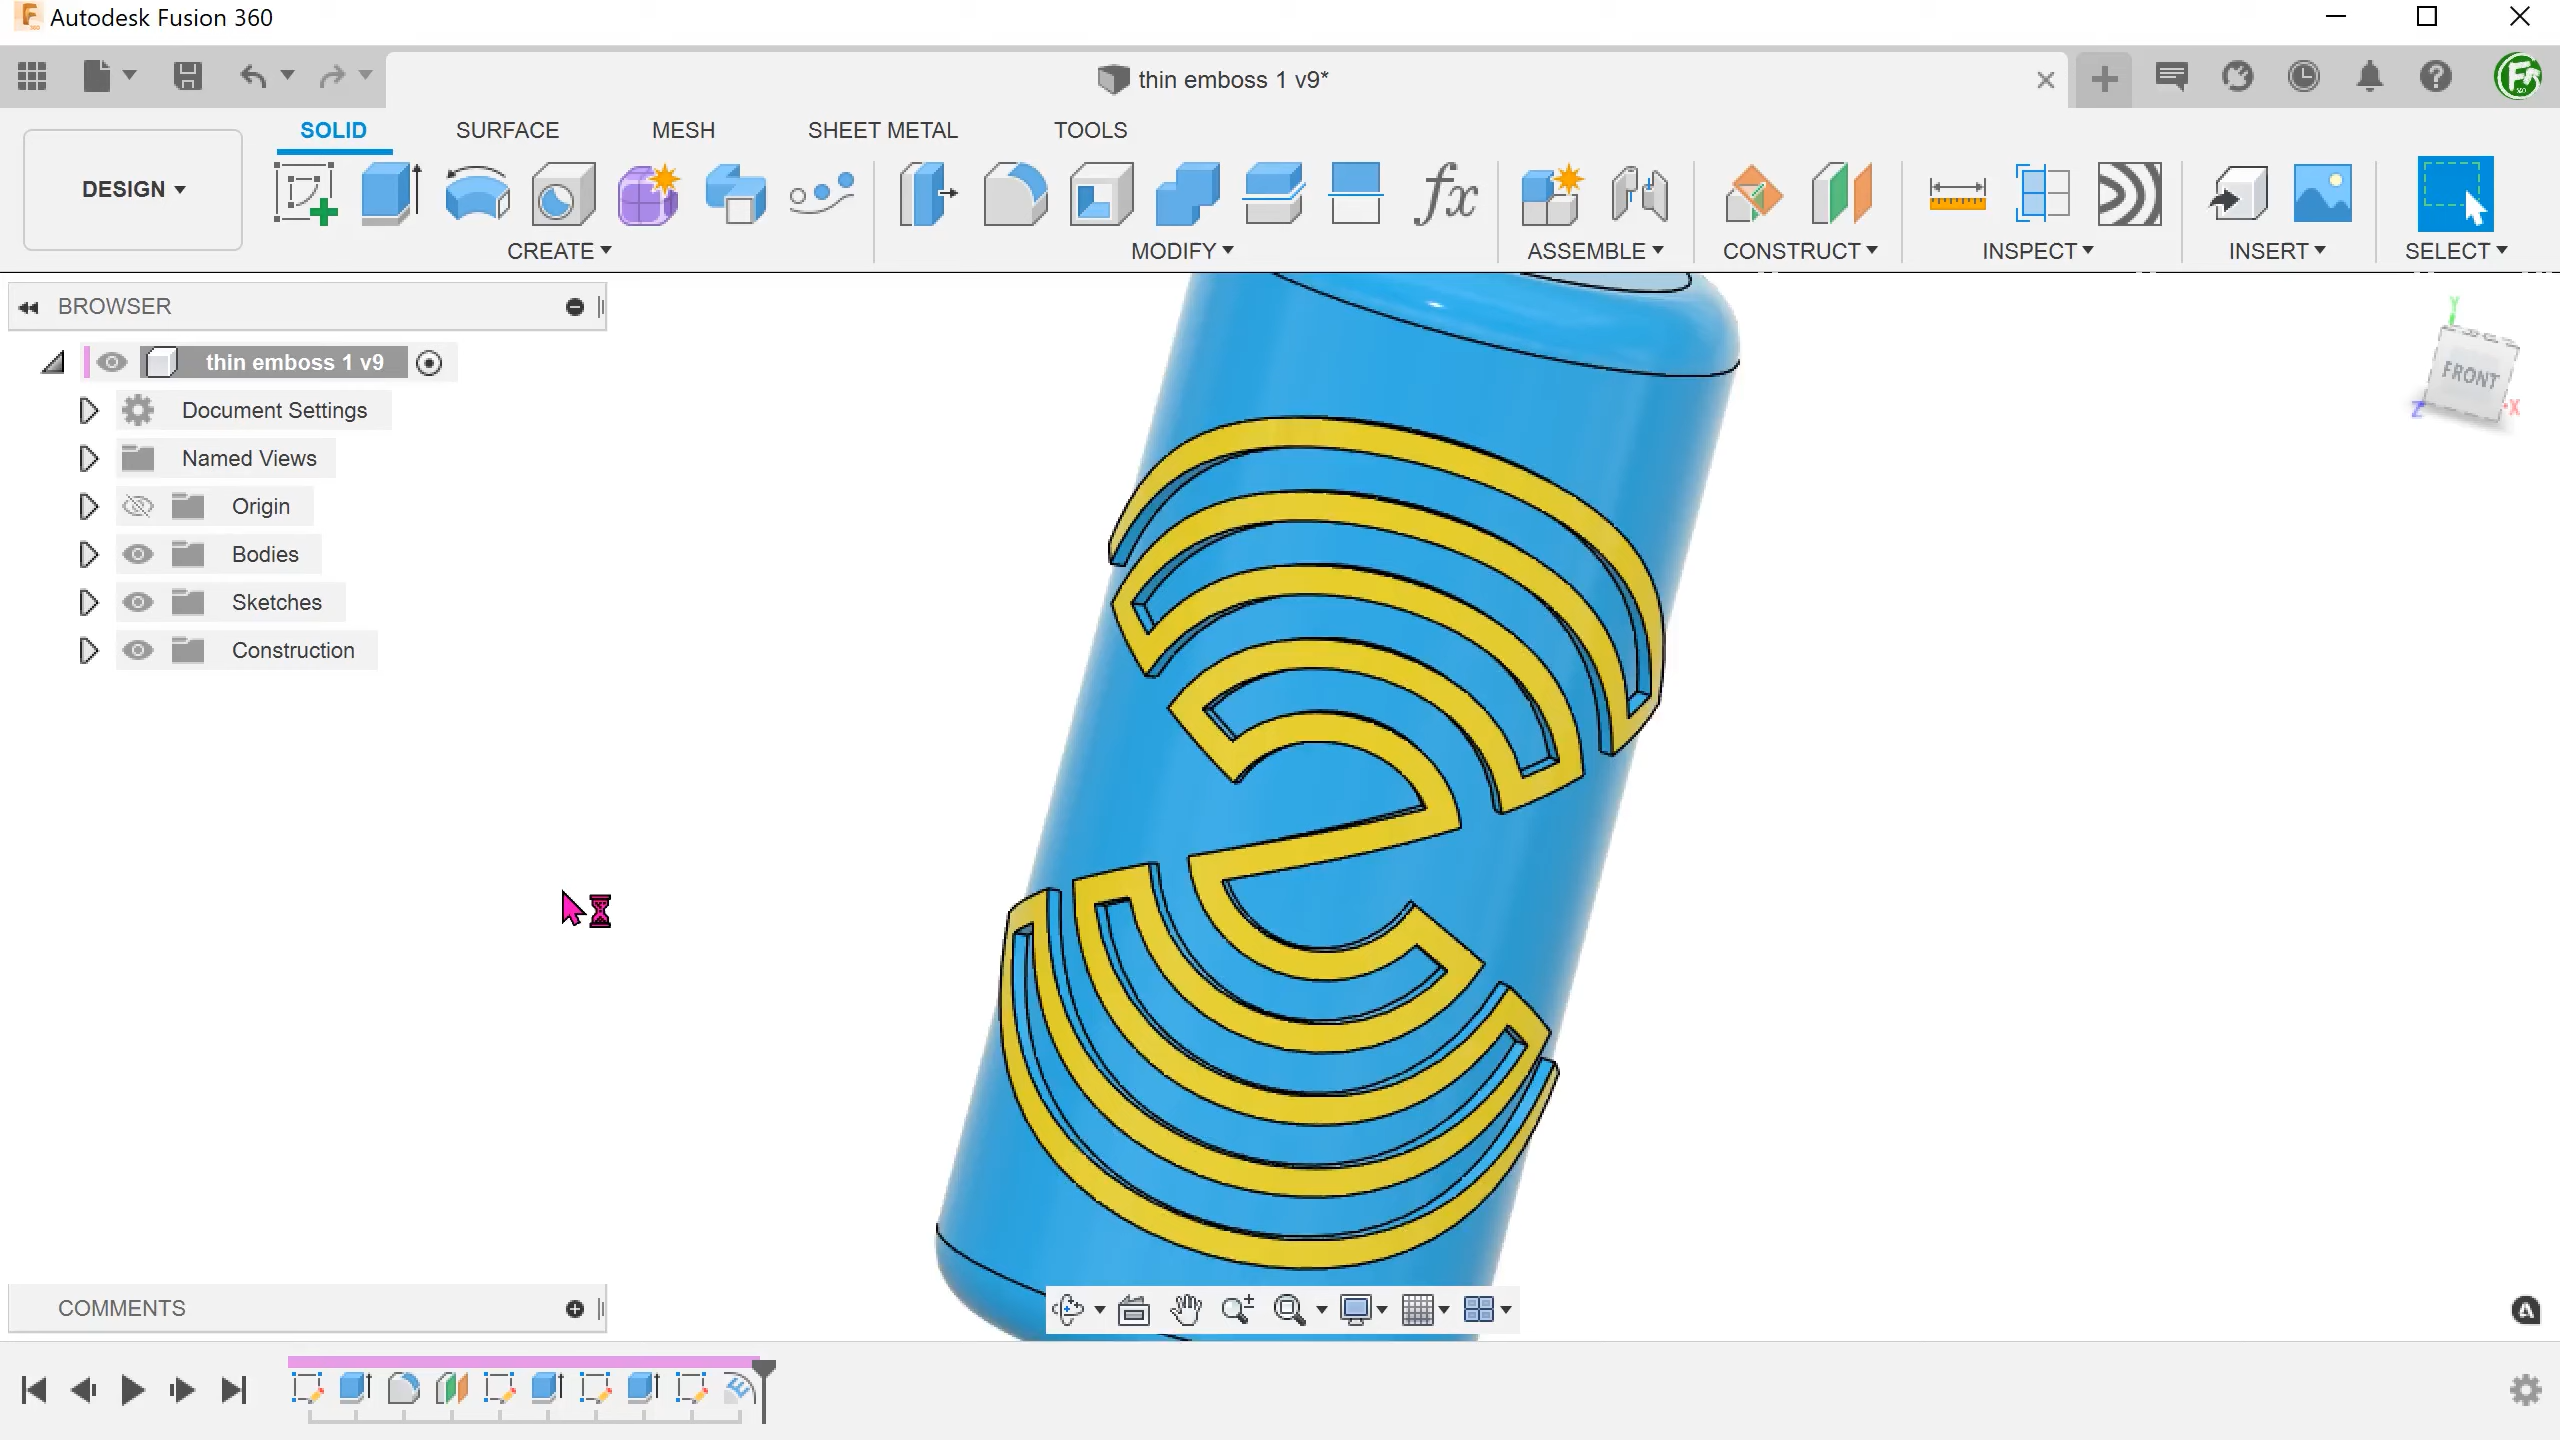 Autodesk Fusion 360
thin emboss 1 v9*
DESIGN
SOLID SURFACE MESH SHEET METAL TOOLS
fx
CREATE MODIFY ASSEMBLE CONSTRUCT INSPECT INSERT SELECT
BROWSER
thin emboss 1 v9
Document Settings
Named Views
Origin
Bodies
Sketches
Construction
Y
FRONT
Z X
COMMENTS